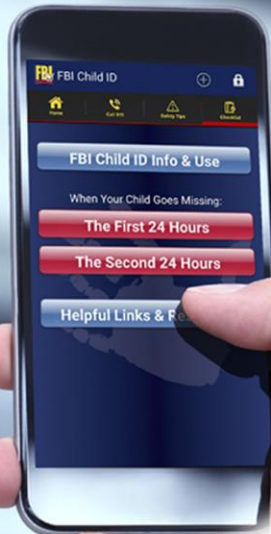 FBI FBI Child ID
Home Call 911 Safety Tips Checklist
FBI Child ID Info & Use
When Your Child Goes Missing:
The First 24 Hours
The Second 24 Hours
Helpful Links &